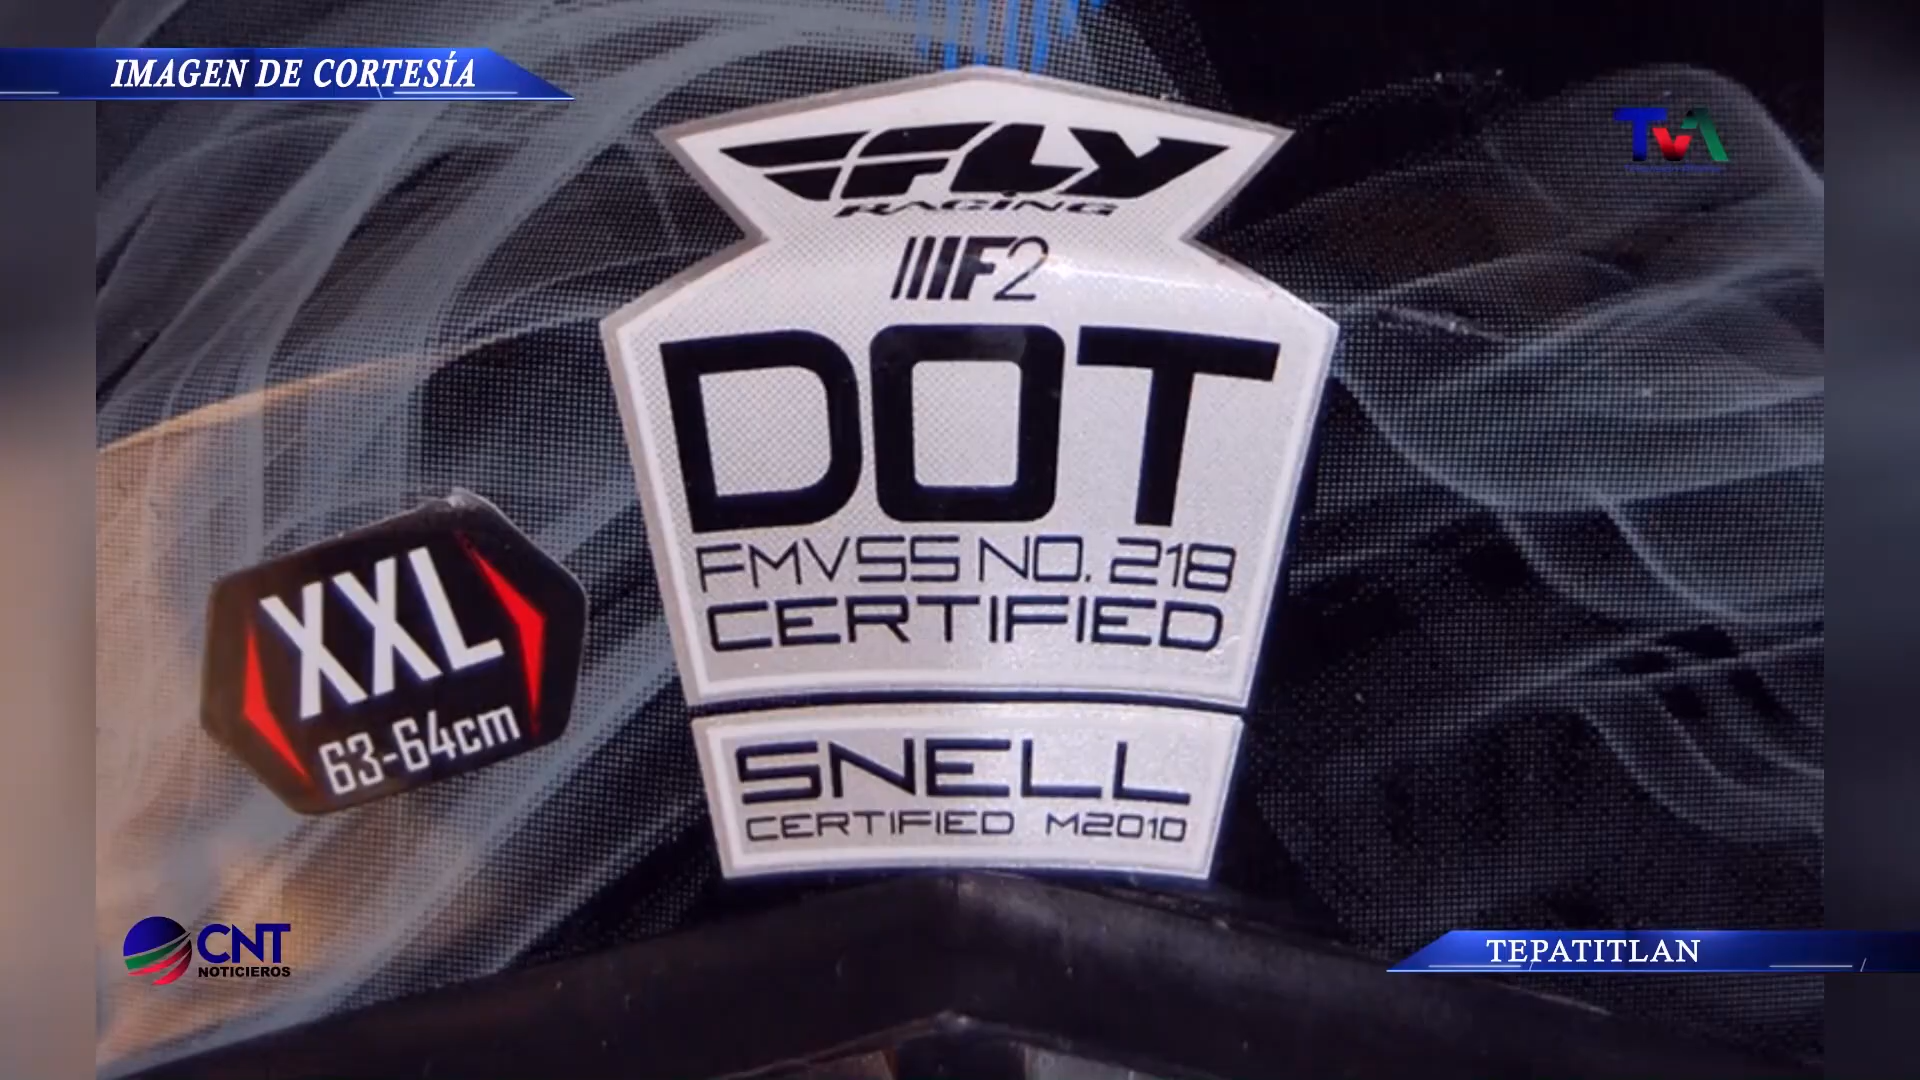 IMAGEN DE CORTESÍA
TVA
FLY
RACING
F2
DOT
FMVSS NO. 218
CERTIFIED
XXL
63-64cm
SNELL
CERTIFIED M2010
CNT
NOTICIEROS
TEPATITLAN